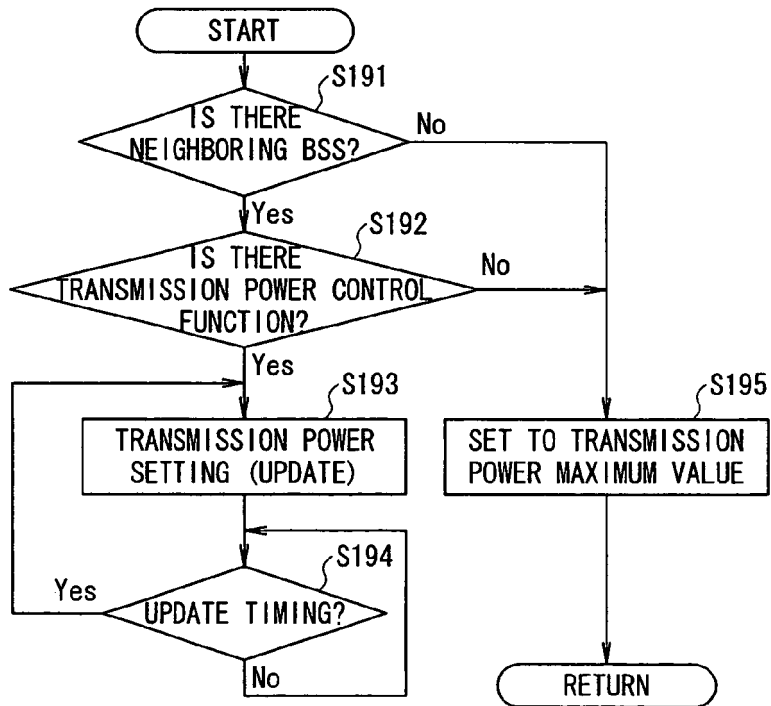 START
S191
IS THERE
NEIGHBORING BSS?
No
Yes
S192
IS THERE
TRANSMISSION POWER CONTROL
FUNCTION?
No
Yes
S193
TRANSMISSION POWER
SETTING (UPDATE)
S195
SET TO TRANSMISSION
POWER MAXIMUM VALUE
S194
Yes
UPDATE TIMING?
No
RETURN